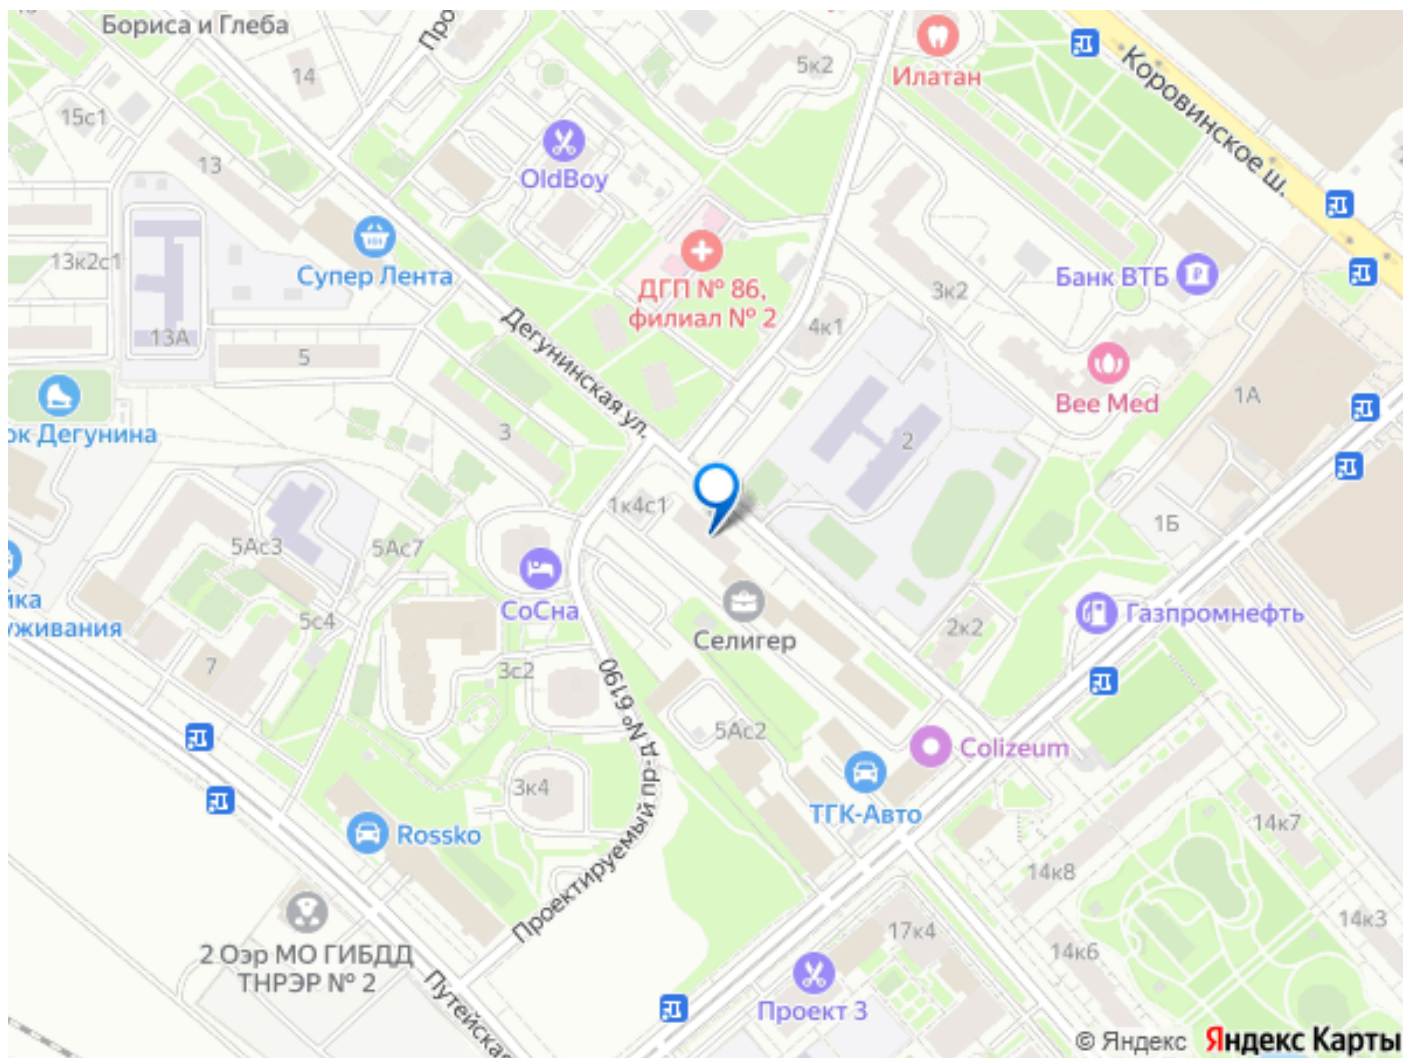 Бориса и Глеба
Про
14
5к2
Илатан
Коровинское ш.
15с1
13
OldBoy
Супер Лента
13к2с1
ДГП № 86,
филиал № 2
Банк ВТБ
3к2
4к1
13А
5
Дегунинская ул.
Bee Med
1А
ок Дегунина
3
2
1к4с1
1Б
5Ас3
5Ас7
йка
уживания
СоСна
5с4
Селигер
2к2
Газпромнефть
7
3с2
Проектируемый пр-д № 6190
5Ас2
Colizeum
3к4
ТГК-Авто
Rossko
14к7
14к8
14к3
17к4
14к6
2 Оэр МО ГИБДД
ТНРЭР № 2
Путейская
Проект 3
© Яндекс Яндекс Карты